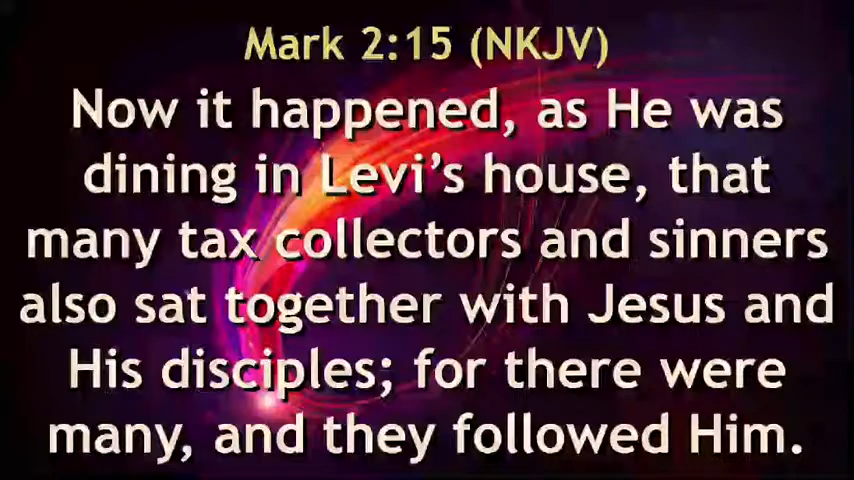 Mark 2:15 (NKJV)
Now it happened, as He was
dining in Levi’s house, that
many tax collectors and sinners
also sat together with Jesus and
His disciples; for there were
many, and they followed Him.